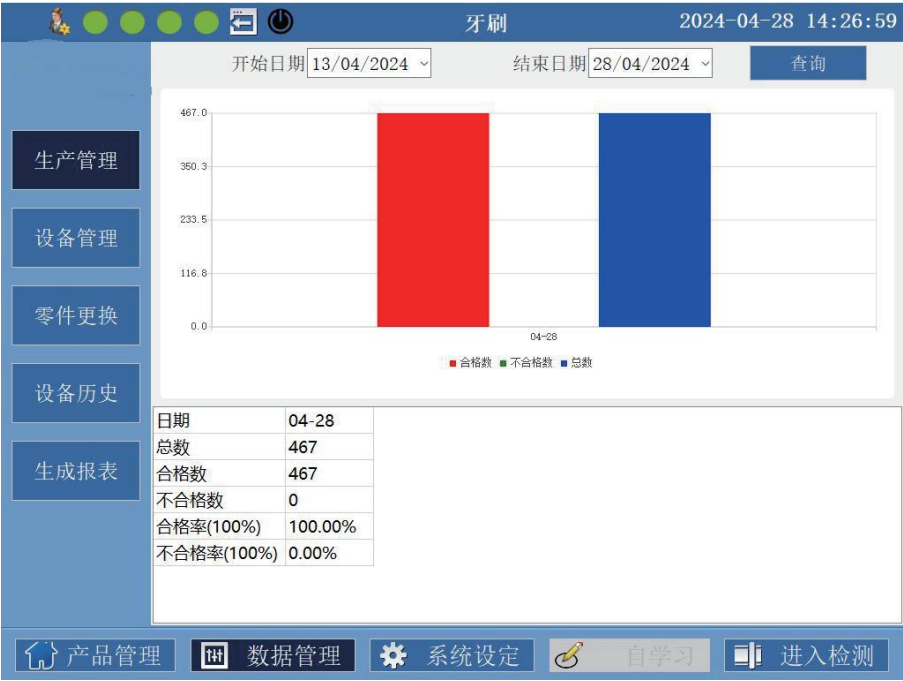 牙刷 2024-04-28 14:26:59
开始日期 13/04/2024 结束日期 28/04/2024 查询
生产管理
设备管理
零件更换
设备历史
生成报表
467.0
350.3
233.5
116.8
0.0
04-28
合格数 不合格数 总数
日期 04-28
总数 467
合格数 467
不合格数 0
合格率(100%) 100.00%
不合格率(100%) 0.00%
产品管理 数据管理 系统设定 自学习 进入检测